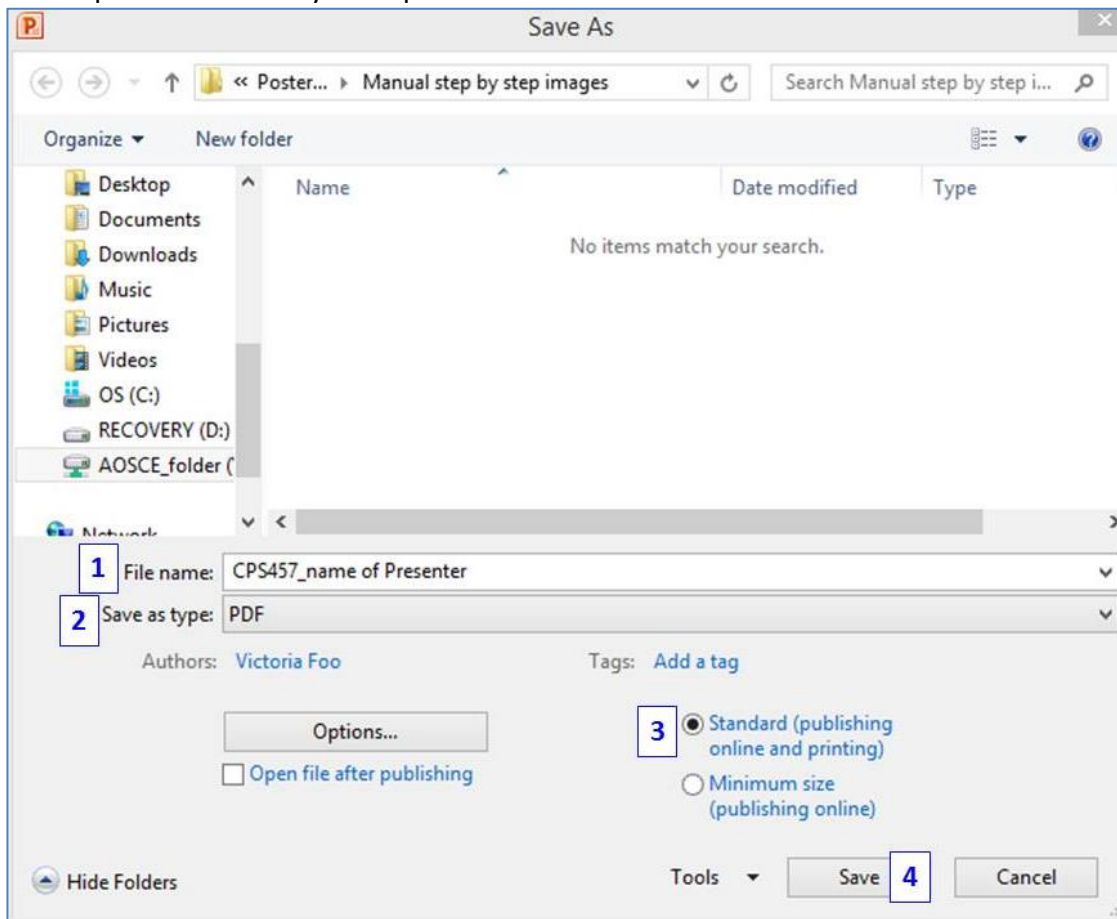 Save As
« Poster... Manual step by step images
Search Manual step by step i...
Organize New folder
Name Date modified Type
Desktop
Documents
Downloads
Music
Pictures
Videos
OS (C:)
RECOVERY (D:)
AOSCE_folder (
Network
No items match your search.
1 File name: CPS457_name of Presenter
2 Save as type: PDF
Authors: Victoria Foo Tags: Add a tag
Options...
Open file after publishing
3 Standard (publishing
online and printing)
Minimum size
(publishing online)
Hide Folders Tools Save 4 Cancel